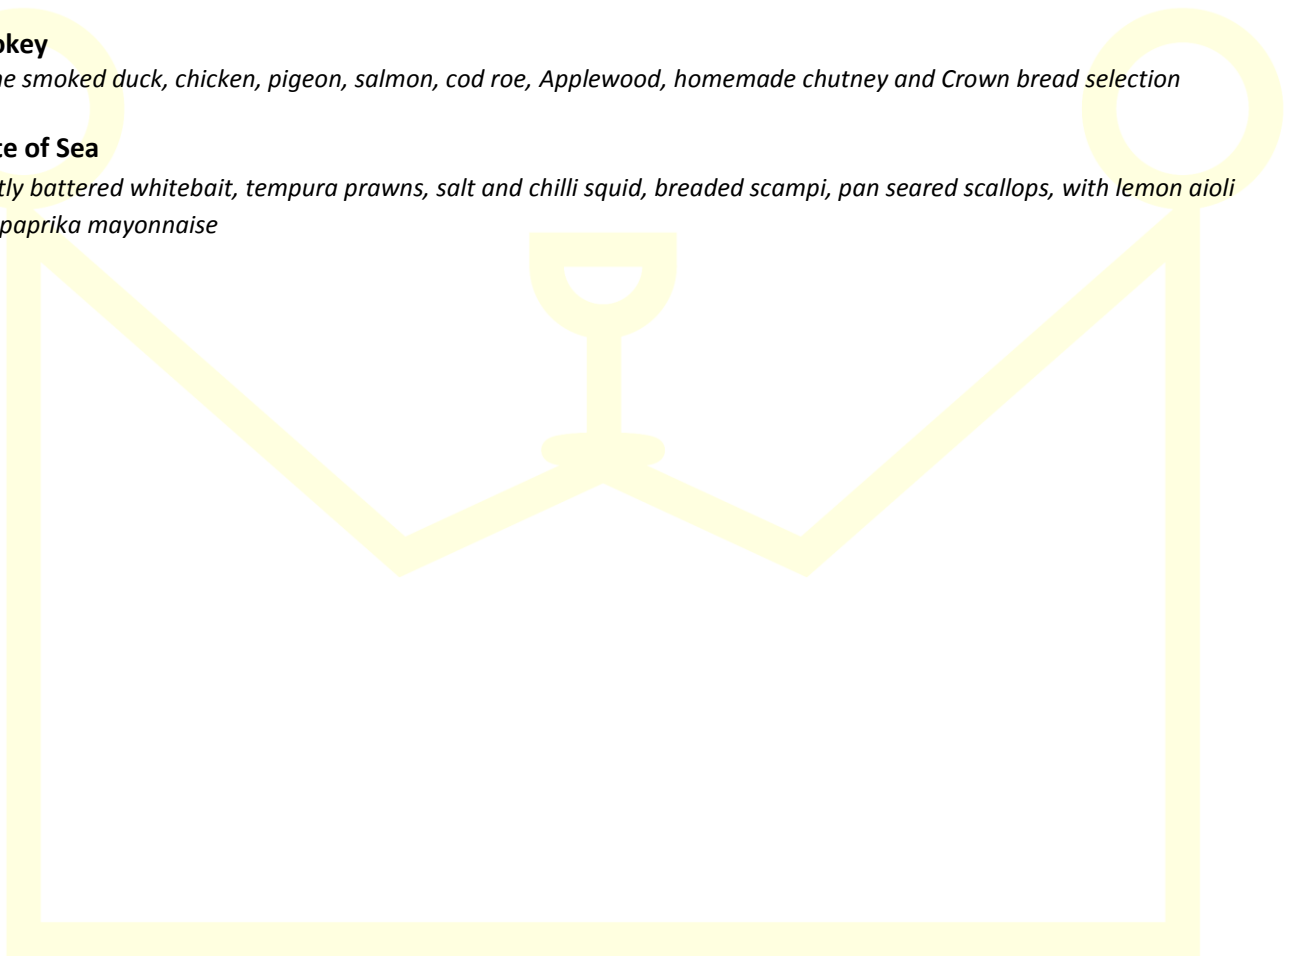 okey
ne smoked duck, chicken, pigeon, salmon, cod roe, Applewood, homemade chutney and Crown bread selection
te of Sea
tly battered whitebait, tempura prawns, salt and chilli squid, breaded scampi, pan seared scallops, with lemon aioli
paprika mayonnaise